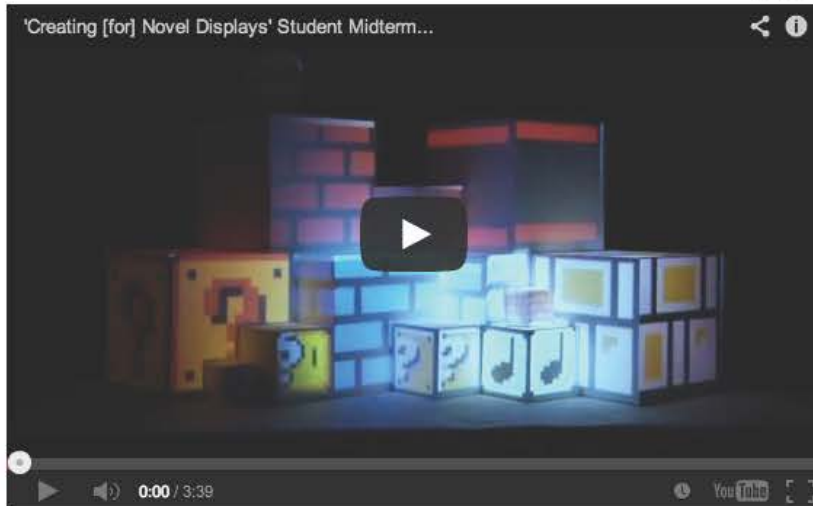 'Creating [for] Novel Displays' Student Midterm...
0:00 / 3:39
YouTube